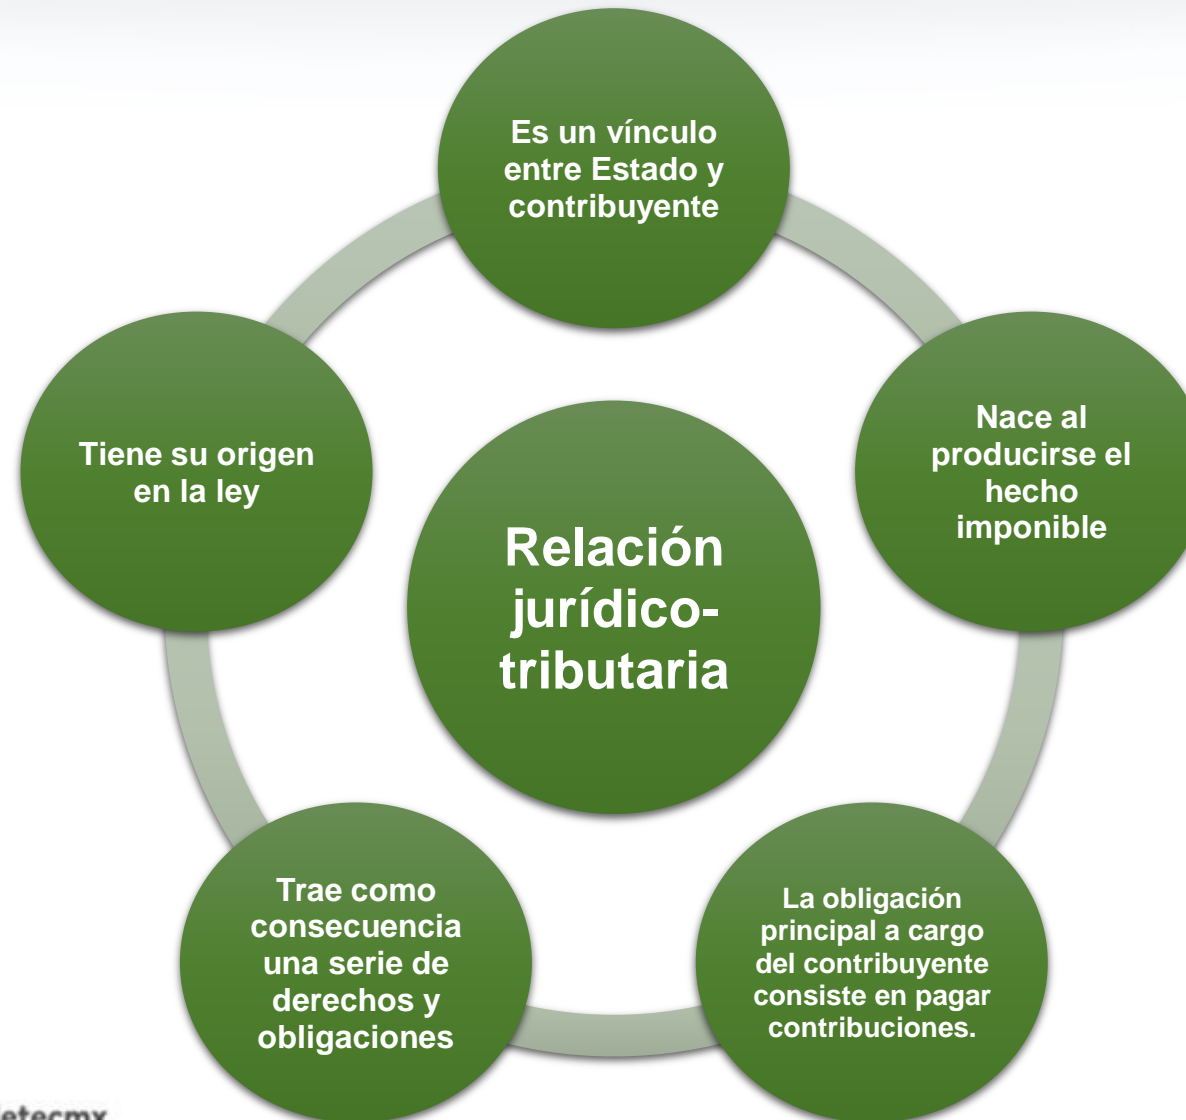 Es un vínculo
entre Estado y
contribuyente
Nace al
producirse el
hecho
imponible
Tiene su origen
en la ley
Relación
jurídico-
tributaria
La obligación
principal a cargo
del contribuyente
consiste en pagar
contribuciones.
Trae como
consecuencia
una serie de
derechos y
obligaciones